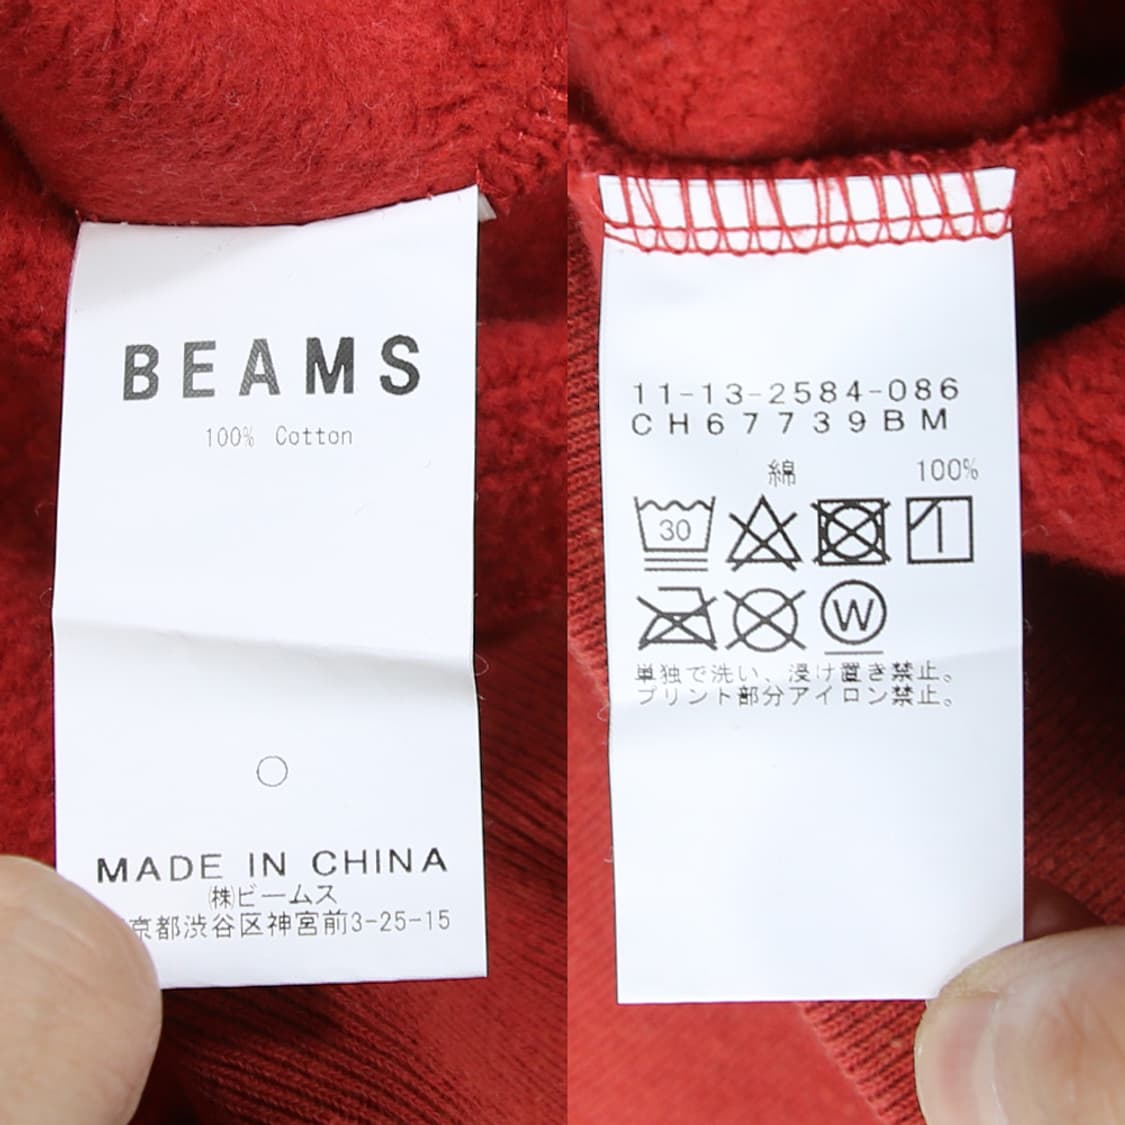 BEAMS
100% Cotton
MADE IN CHINA
㈱ビームス
京都渋谷区神宮前3-25-15
11-13-2584-086
CH67739BM
綿 100%
30
W
単独で洗い、浸け置き禁止。
プリント部分アイロン禁止。